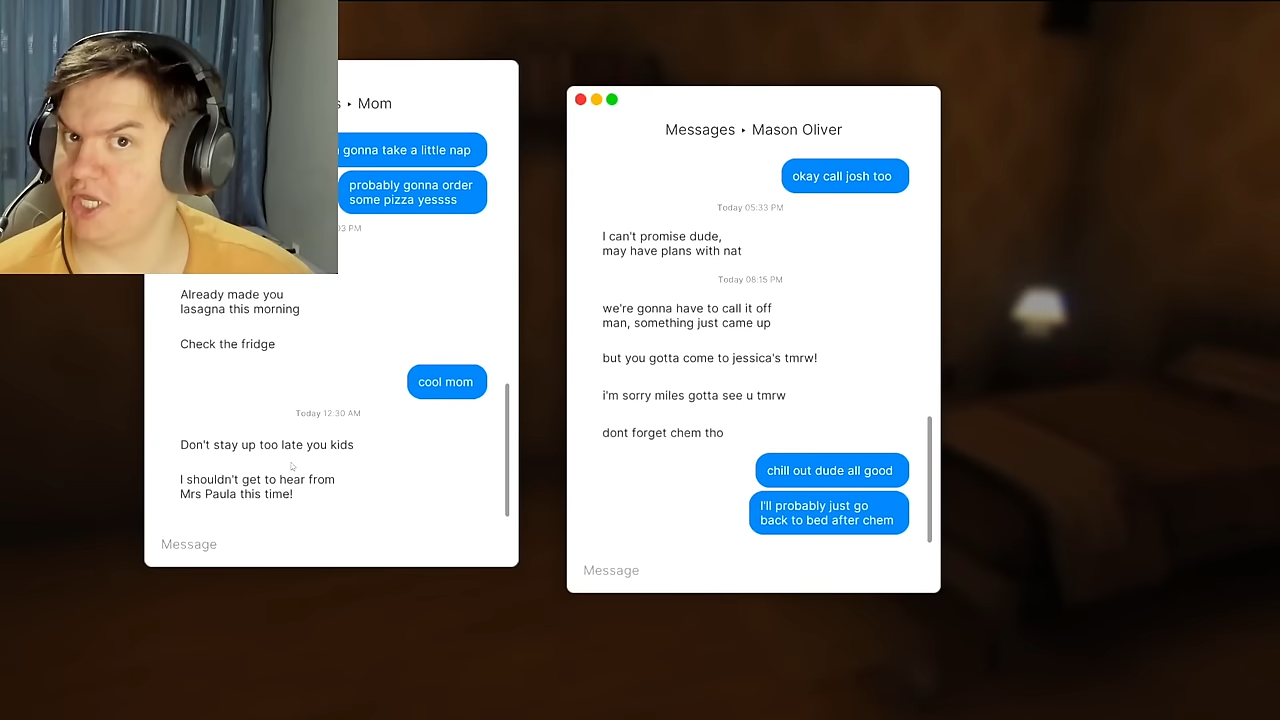 s ▸ Mom
gonna take a little nap
probably gonna order
some pizza yessss
03 PM
Already made you
lasagna this morning
Check the fridge
cool mom
Today 12:30 AM
Don't stay up too late you kids
I shouldn't get to hear from
Mrs Paula this time!
Message
Messages ▸ Mason Oliver
okay call josh too
Today 05:33 PM
I can't promise dude,
may have plans with nat
Today 08:15 PM
we're gonna have to call it off
man, something just came up
but you gotta come to jessica's tmrw!
i'm sorry miles gotta see u tmrw
dont forget chem tho
chill out dude all good
I'll probably just go
back to bed after chem
Message